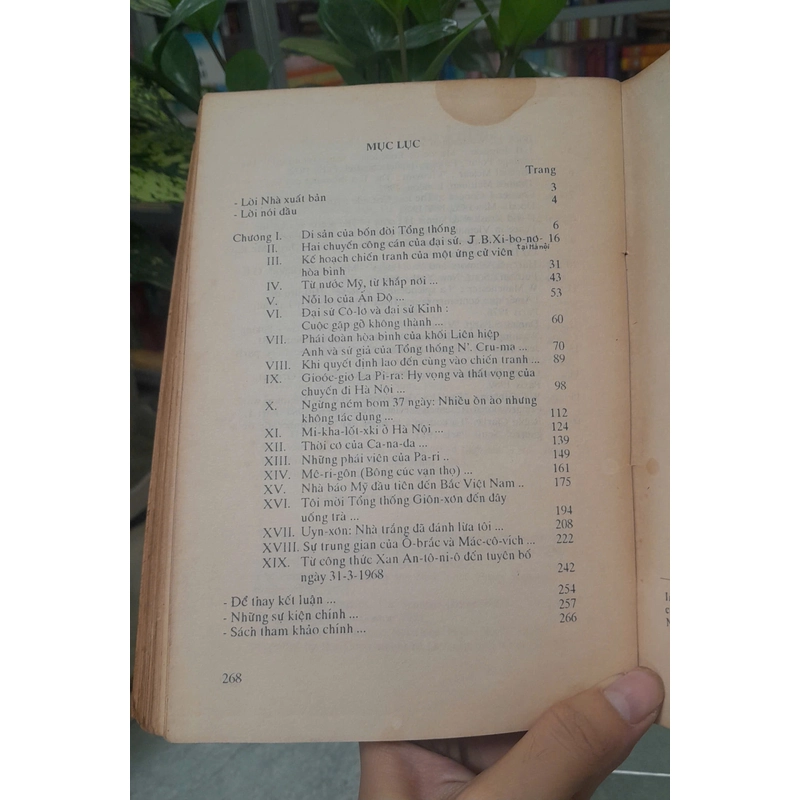 MỤC LỤC
Trang
- Lời Nhà xuất bản 3
- Lời nói đầu 4
Chương I. Di sản của bốn đời Tổng thống 6
II. Hai chuyến công cán của đại sứ. J.B.Xi-bo-nơ- 16
tại Hà nội
III. Kế hoạch chiến tranh của một ứng cử viên
hòa bình 31
IV. Từ nước Mỹ, từ khắp nơi ... 43
V. Nỗi lo của Ấn Độ ... 53
VI. Đại sứ Cô-lơ và đại sứ Kinh :
Cuộc gặp gỡ không thành ... 60
VII. Phái đoàn hòa bình của khối Liên hiệp
Anh và sứ giả của Tổng thống N'. Cru-ma ... 70
VIII. Khi quyết định lao đến cùng vào chiến tranh ... 89
IX. Gioóc-giơ La Pi-ra: Hy vọng và thất vọng của
chuyến đi Hà Nội ... 98
X. Ngừng ném bom 37 ngày: Nhiều ồn ào nhưng
không tác dụng ... 112
XI. Mi-kha-lốt-xki ở Hà Nội ... 124
XII. Thời cơ của Ca-na-đa ... 139
XIII. Những phái viên của Pa-ri .. 149
XIV. Mê-ri-gôn (Bông cúc vạn thọ) ... 161
XV. Nhà báo Mỹ đầu tiên đến Bắc Việt Nam .. 175
XVI. Tôi mời Tổng thống Giôn-xơn đến đây
uống trà ... 194
XVII. Uyn-xơn: Nhà trắng đã đánh lừa tôi ... 208
XVIII. Sự trung gian của Ô-brắc và Mác-cô-vich ... 222
XIX. Từ công thức Xan An-tô-ni-ô đến tuyên bố
ngày 31-3-1968 242
- Để thay kết luận ... 254
- Những sự kiện chính ... 257
- Sách tham khảo chính ... 266
268